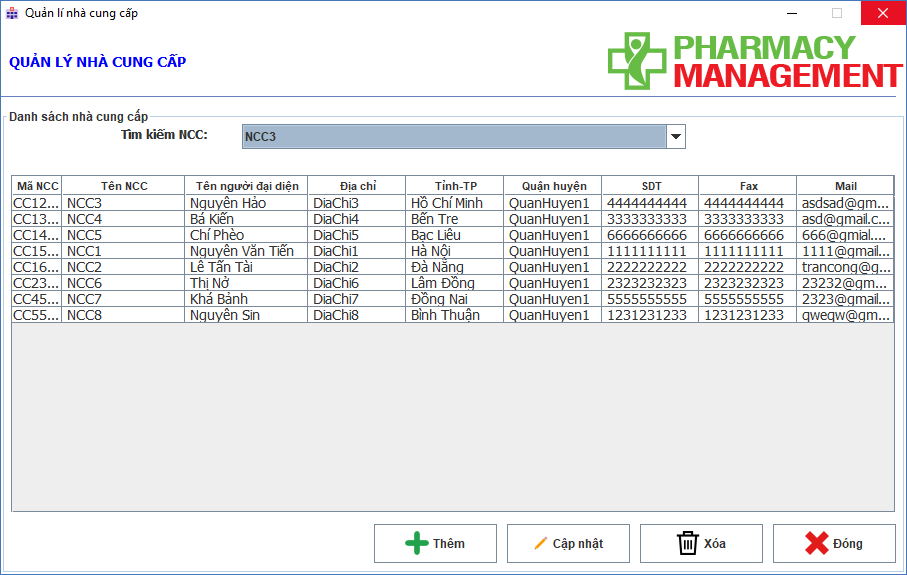 Quản lí nhà cung cấp
QUẢN LÝ NHÀ CUNG CẤP
PHARMACY
MANAGEMENT
Danh sách nhà cung cấp
Tìm kiếm NCC: NCC3
Mã NCC Tên NCC Tên người đại diện Địa chỉ Tỉnh-TP Quận huyện SDT Fax Mail
CC12... NCC3 Nguyễn Hảo DiaChi3 Hồ Chí Minh QuanHuyen1 4444444444 4444444444 asdsad@gm...
CC13... NCC4 Bá Kiến DiaChi4 Bến Tre QuanHuyen1 3333333333 3333333333 asd@gmail.c...
CC14... NCC5 Chí Phèo DiaChi5 Bạc Liêu QuanHuyen1 6666666666 6666666666 666@gmial....
CC15... NCC1 Nguyễn Văn Tiến DiaChi1 Hà Nội QuanHuyen1 1111111111 1111111111 1111@gmail...
CC16... NCC2 Lê Tấn Tài DiaChi2 Đà Nẵng QuanHuyen1 2222222222 2222222222 trancong@g...
CC23... NCC6 Thị Nở DiaChi6 Lâm Đồng QuanHuyen1 2323232323 2323232323 23232@gm...
CC45... NCC7 Khá Bảnh DiaChi7 Đồng Nai QuanHuyen1 5555555555 5555555555 2323@gmail...
CC55... NCC8 Nguyễn Sin DiaChi8 Bình Thuận QuanHuyen1 1231231233 1231231233 qweqw@gm...
Thêm Cập nhật Xóa Đóng